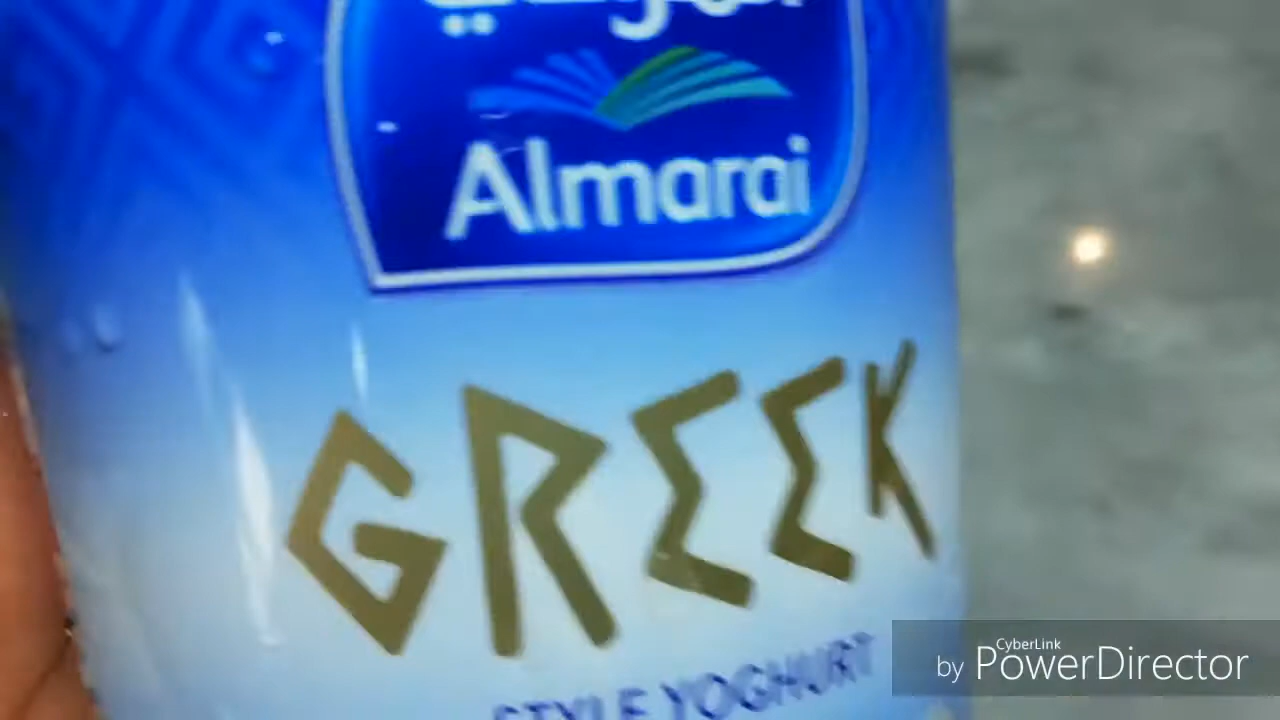 Almarai
GREEK
STYLE YOGHURT
CyberLink
by PowerDirector